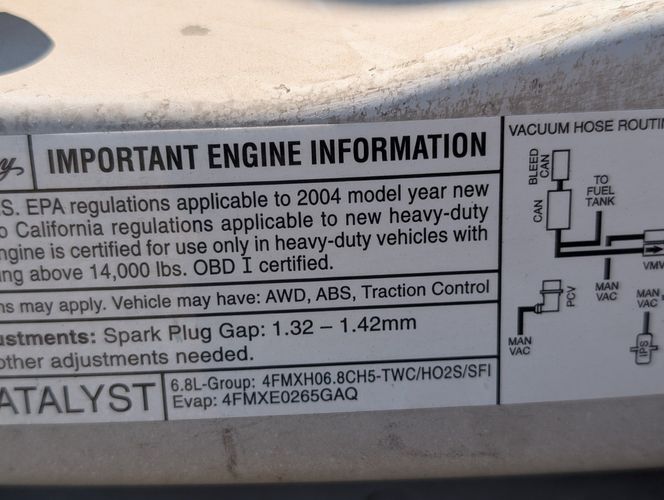 IMPORTANT ENGINE INFORMATION
S. EPA regulations applicable to 2004 model year new
o California regulations applicable to new heavy-duty
ngine is certified for use only in heavy-duty vehicles with
ing above 14,000 lbs. OBD I certified.
ns may apply. Vehicle may have: AWD, ABS, Traction Control
ustments: Spark Plug Gap: 1.32 – 1.42mm
other adjustments needed.
ATALYST
6.8L-Group: 4FMXH06.8CH5-TWC/HO2S/SFI
Evap: 4FMXE0265GAQ
VACUUM HOSE ROUTIN
BLEED
CAN
CAN
TO
FUEL
TANK
VMV
MAN
VAC
PCV
MAN
VAC
MAN
VAC
IPS